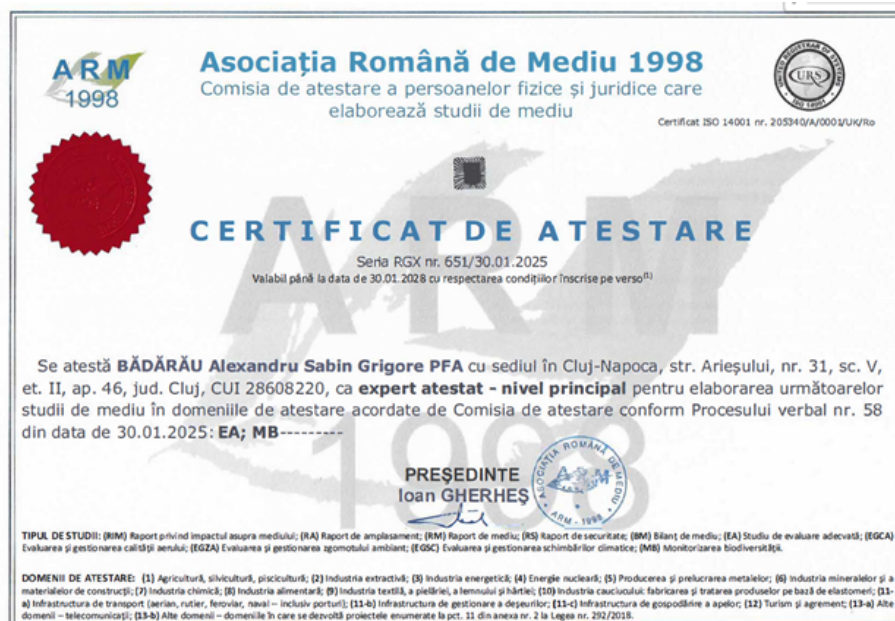 ARM
1998
Asociația Română de Mediu 1998
Comisia de atestare a persoanelor fizice și juridice care
elaborează studii de mediu
UNITED REGISTRAR OF SYSTEMS
URS
ISO 14001
Certificat ISO 14001 nr. 205340/A/0001/UK/Ro
CERTIFICAT DE ATESTARE
Seria RGX nr. 651/30.01.2025
Valabil până la data de 30.01.2028 cu respectarea condițiilor înscrise pe verso(1)
Se atestă BĂDĂRĂU Alexandru Sabin Grigore PFA cu sediul în Cluj-Napoca, str. Arieșului, nr. 31, sc. V,
et. II, ap. 46, jud. Cluj, CUI 28608220, ca expert atestat - nivel principal pentru elaborarea următoarelor
studii de mediu în domeniile de atestare acordate de Comisia de atestare conform Procesului verbal nr. 58
din data de 30.01.2025: EA; MB---------
PREȘEDINTE
Ioan GHERHEȘ
ASOCIAȚIA ROMÂNĂ DE MEDIU
ARM - 1998
TIPUL DE STUDII: (RIM) Raport privind impactul asupra mediului; (RA) Raport de amplasament; (RM) Raport de mediu; (RS) Raport de securitate; (BM) Bilanț de mediu; (EA) Studiu de evaluare adecvată; (EGCA)
Evaluarea și gestionarea calității aerului; (EGZA) Evaluarea și gestionarea zgomotului ambiant; (EGSC) Evaluarea și gestionarea schimbărilor climatice; (MB) Monitorizarea biodiversității.
DOMENII DE ATESTARE: (1) Agricultură, silvicultură, piscicultură; (2) Industria extractivă; (3) Industria energetică; (4) Energie nucleară; (5) Producerea și prelucrarea metalelor; (6) Industria mineralelor și a
materialelor de construcții; (7) Industria chimică; (8) Industria alimentară; (9) Industria textilă, a pielăriei, a lemnului și hârtiei; (10) Industria cauciucului: fabricarea și tratarea produselor pe bază de elastomeri; (11-
a) Infrastructura de transport (aerian, rutier, feroviar, naval – inclusiv porturi); (11-b) Infrastructura de gestionare a deșeurilor; (11-c) Infrastructura de gospodărire a apelor; (12) Turism și agrement; (13-a) Alte
domenii – telecomunicații; (13-b) Alte domenii – domeniile în care se dezvoltă proiectele enumerate la pct. 11 din anexa nr. 2 la Legea nr. 292/2018.